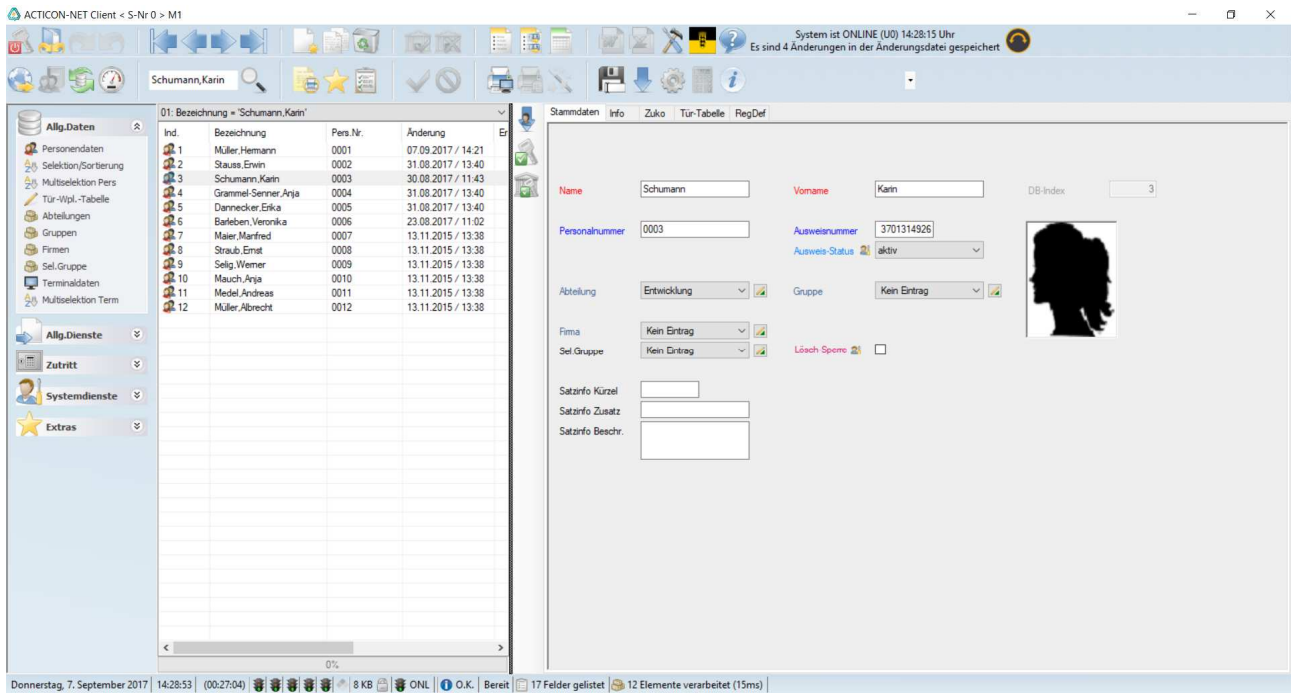 ACTICON-NET Client < S-Nr 0 > M1
System ist ONLINE (U0) 14:28:15 Uhr
Es sind 4 Änderungen in der Änderungsdatei gespeichert
Schumann,Karin
Allg.Daten
Personendaten
Selektion/Sortierung
Multiselektion Pers
Tür-Wpl.-Tabelle
Abteilungen
Gruppen
Firmen
Sel.Gruppe
Terminaldaten
Multiselektion Term
Allg.Dienste
Zutritt
Systemdienste
Extras
01: Bezeichnung = 'Schumann,Karin'
Ind. Bezeichnung Pers.Nr. Änderung Er
1 Müller,Hermann 0001 07.09.2017 / 14:21
2 Stauss,Erwin 0002 31.08.2017 / 13:40
3 Schumann,Karin 0003 30.08.2017 / 11:43
4 Grammel-Senner,Anja 0004 31.08.2017 / 13:40
5 Dannecker,Erika 0005 31.08.2017 / 13:40
6 Barleben,Veronika 0006 23.08.2017 / 11:02
7 Maier,Manfred 0007 13.11.2015 / 13:38
8 Straub,Ernst 0008 13.11.2015 / 13:38
9 Selig,Werner 0009 13.11.2015 / 13:38
10 Mauch,Anja 0010 13.11.2015 / 13:38
11 Medel,Andreas 0011 13.11.2015 / 13:38
12 Müller,Albrecht 0012 13.11.2015 / 13:38
0%
Stammdaten Info Zuko Tür-Tabelle RegDef
Name Schumann Vorname Karin DB-Index 3
Personalnummer 0003 Ausweisnummer 3701314926
Ausweis-Status aktiv
Abteilung Entwicklung Gruppe Kein Eintrag
Firma Kein Eintrag
Sel.Gruppe Kein Eintrag Lösch Sperre
Satzinfo Kürzel
Satzinfo Zusatz
Satzinfo Beschr.
Donnerstag, 7. September 2017 14:28:53 (00:27:04) 8 KB ONL O.K. Bereit 17 Felder gelistet 12 Elemente verarbeitet (15ms)